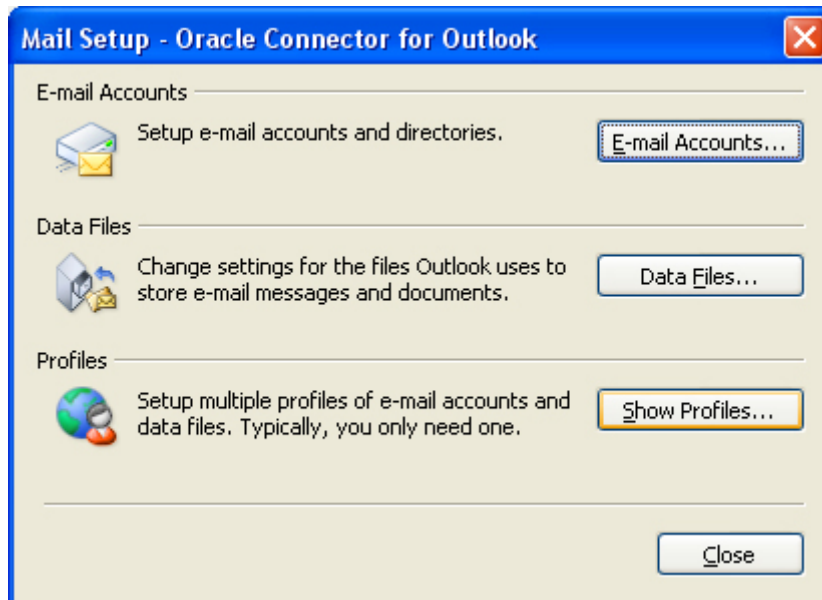 Mail Setup - Oracle Connector for Outlook
E-mail Accounts
Setup e-mail accounts and directories.
E-mail Accounts...
Data Files
Change settings for the files Outlook uses to
store e-mail messages and documents.
Data Files...
Profiles
Setup multiple profiles of e-mail accounts and
data files. Typically, you only need one.
Show Profiles...
Close